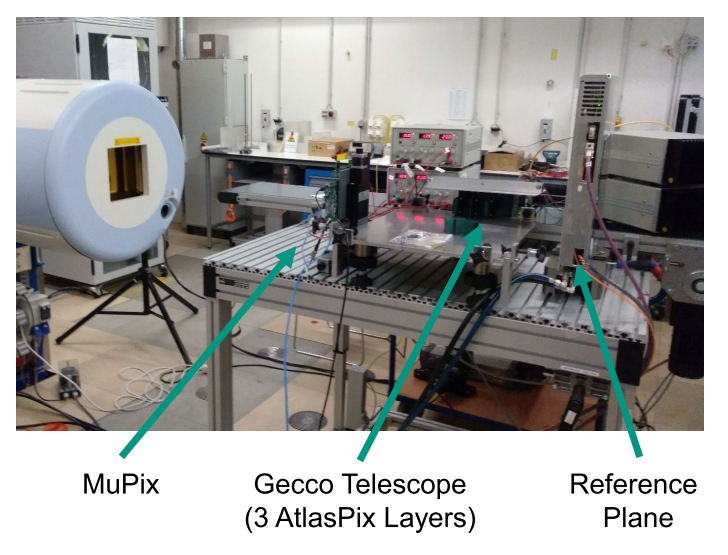 MuPix
Gecco Telescope
(3 AtlasPix Layers)
Reference
Plane